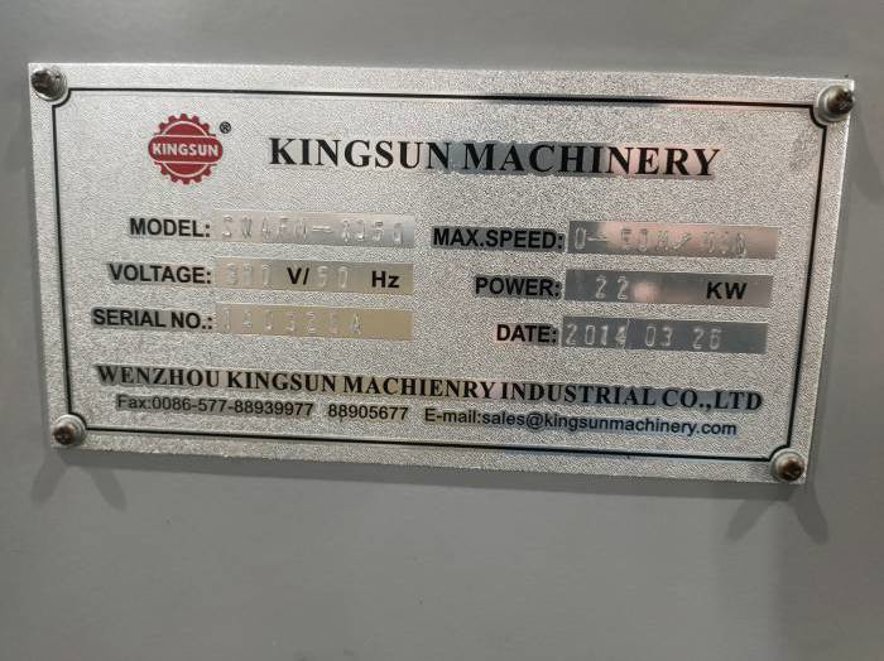 KINGSUN ®
KINGSUN MACHINERY
MODEL:
MAX.SPEED:
VOLTAGE: V/50 Hz
POWER: 22 KW
SERIAL NO.:
DATE: 2014 03 26
WENZHOU KINGSUN MACHIENRY INDUSTRIAL CO.,LTD
Fax:0086-577-88939977 88905677 E-mail:sales@kingsunmachinery.com